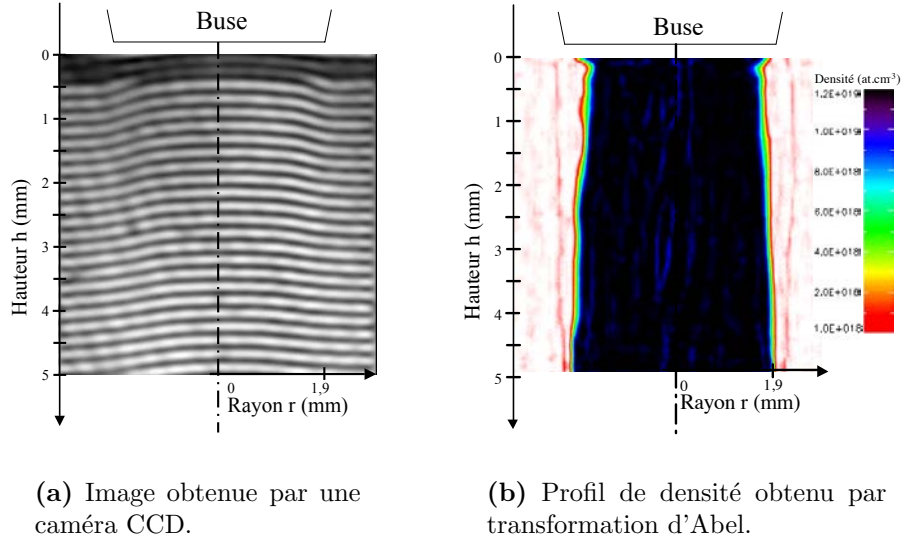 Buse
0
1
2
3
4
5
Hauteur h (mm)
0
1,9
Rayon r (mm)
Buse
0
1
2
3
4
5
Hauteur h (mm)
0
1,9
Rayon r (mm)
Densité (at.cm⁻³)
1.2E+019
1.0E+019
8.0E+018
6.0E+018
4.0E+018
2.0E+018
1.0E+018
(a) Image obtenue par une
caméra CCD.
(b) Profil de densité obtenu par
transformation d'Abel.